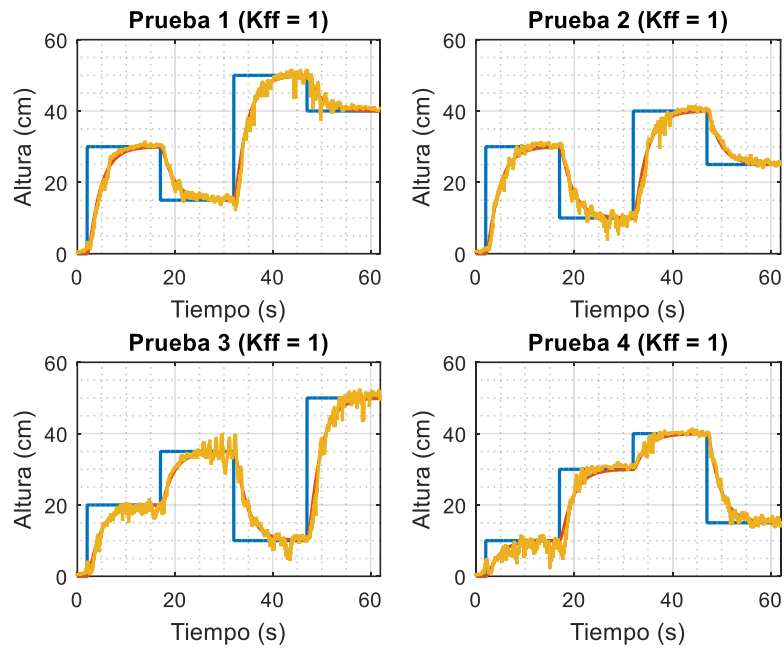 Prueba 1 (Kff = 1)
60
40
20
0
Altura (cm)
0 20 40 60
Tiempo (s)
Prueba 2 (Kff = 1)
60
40
20
0
Altura (cm)
0 20 40 60
Tiempo (s)
Prueba 3 (Kff = 1)
60
40
20
0
Altura (cm)
0 20 40 60
Tiempo (s)
Prueba 4 (Kff = 1)
60
40
20
0
Altura (cm)
0 20 40 60
Tiempo (s)